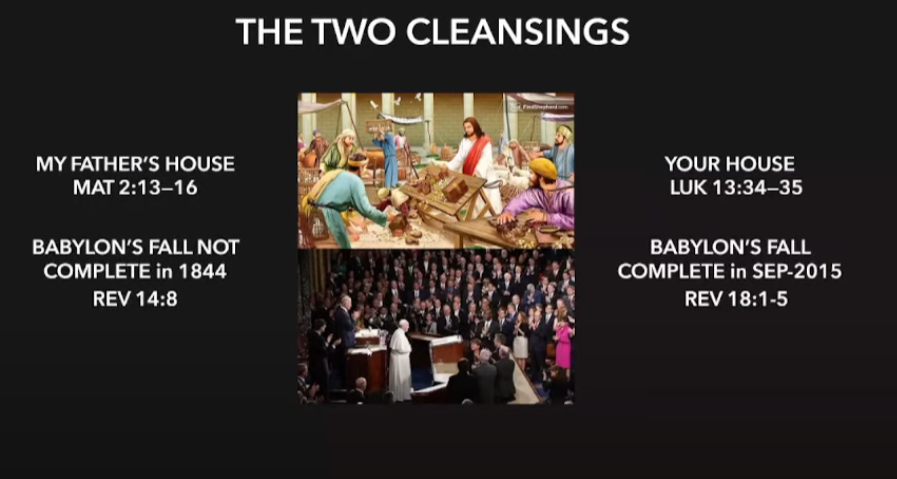 THE TWO CLEANSINGS
MY FATHER'S HOUSE
MAT 2:13–16
BABYLON'S FALL NOT
COMPLETE in 1844
REV 14:8
YOUR HOUSE
LUK 13:34–35
BABYLON'S FALL
COMPLETE in SEP-2015
REV 18:1-5